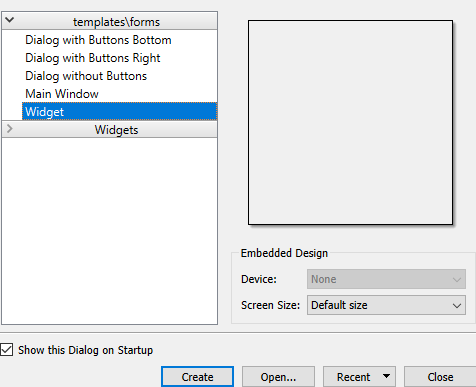 templates\forms
Dialog with Buttons Bottom
Dialog with Buttons Right
Dialog without Buttons
Main Window
Widget
Widgets
Embedded Design
Device: None
Screen Size: Default size
Show this Dialog on Startup
Create Open... Recent Close